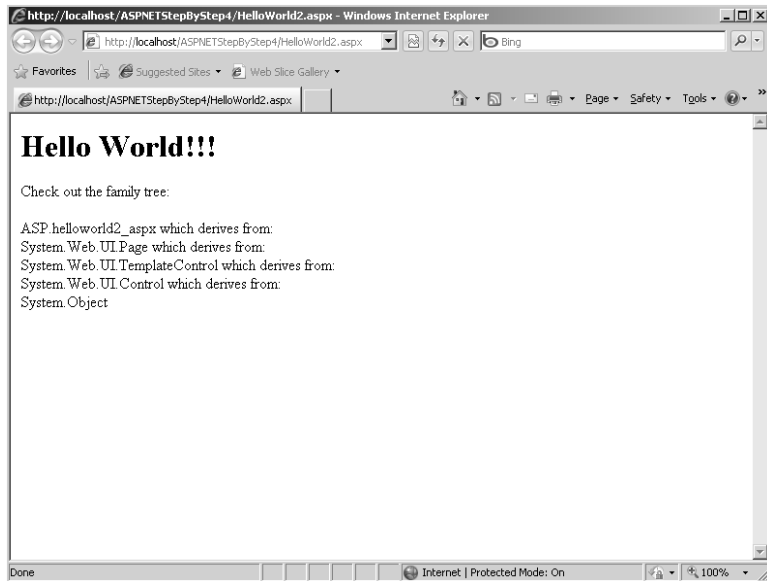 http://localhost/ASPNETStepByStep4/HelloWorld2.aspx - Windows Internet Explorer
http://localhost/ASPNETStepByStep4/HelloWorld2.aspx
Bing
Favorites
Suggested Sites
Web Slice Gallery
http://localhost/ASPNETStepByStep4/HelloWorld2.aspx
Page
Safety
Tools
Hello World!!!
Check out the family tree:
ASP.helloworld2_aspx which derives from:
System.Web.UI.Page which derives from:
System.Web.UI.TemplateControl which derives from:
System.Web.UI.Control which derives from:
System.Object
Done
Internet | Protected Mode: On
100%